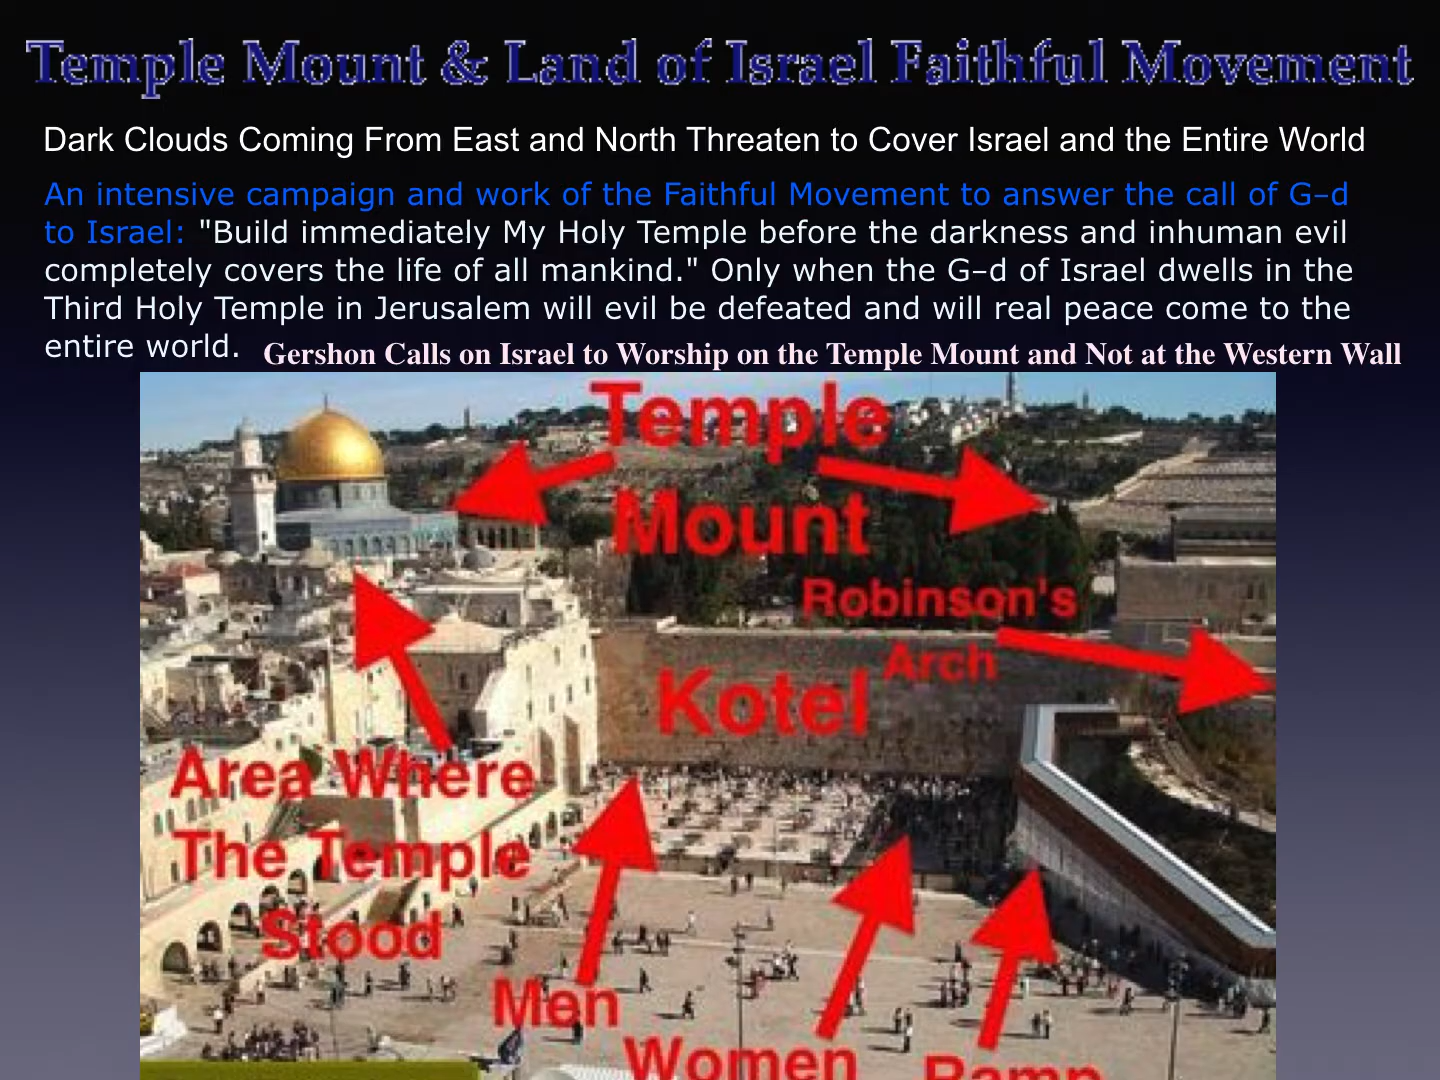 Temple Mount & Land of Israel Faithful Movement
Dark Clouds Coming From East and North Threaten to Cover Israel and the Entire World
An intensive campaign and work of the Faithful Movement to answer the call of G–d
to Israel: "Build immediately My Holy Temple before the darkness and inhuman evil
completely covers the life of all mankind." Only when the G–d of Israel dwells in the
Third Holy Temple in Jerusalem will evil be defeated and will real peace come to the
entire world.
Gershon Calls on Israel to Worship on the Temple Mount and Not at the Western Wall
Temple
Mount
Robinson's
Arch
Kotel
Area Where
The Temple
Stood
Men
Women
Ramp